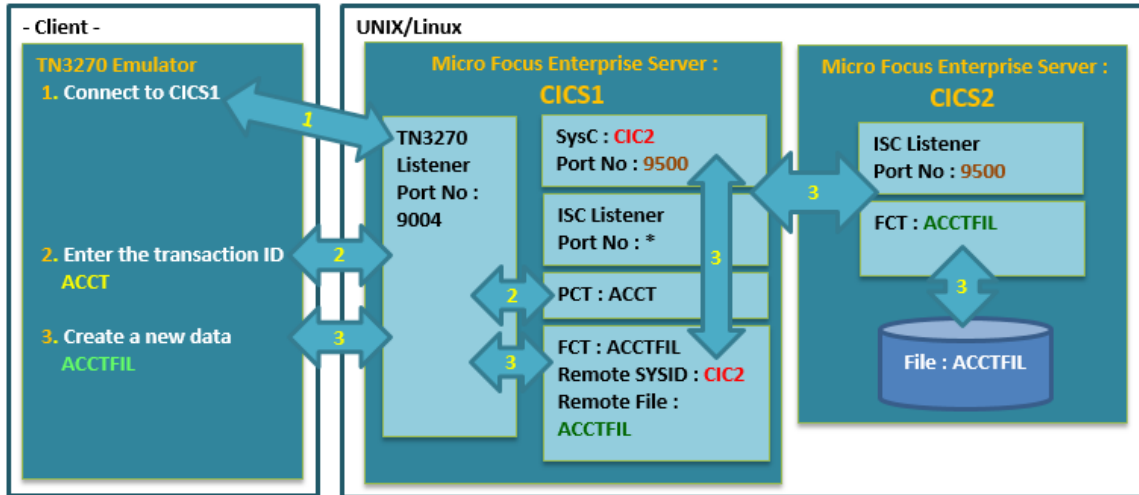 - Client -
TN3270 Emulator
1. Connect to CICS1
2. Enter the transaction ID
ACCT
3. Create a new data
ACCTFIL
1
2
3
UNIX/Linux
Micro Focus Enterprise Server :
CICS1
TN3270
Listener
Port No :
9004
2
3
SysC : CIC2
Port No : 9500
ISC Listener
Port No : *
PCT : ACCT
FCT : ACCTFIL
Remote SYSID : CIC2
Remote File :
ACCTFIL
3
3
Micro Focus Enterprise Server :
CICS2
ISC Listener
Port No : 9500
FCT : ACCTFIL
3
File : ACCTFIL